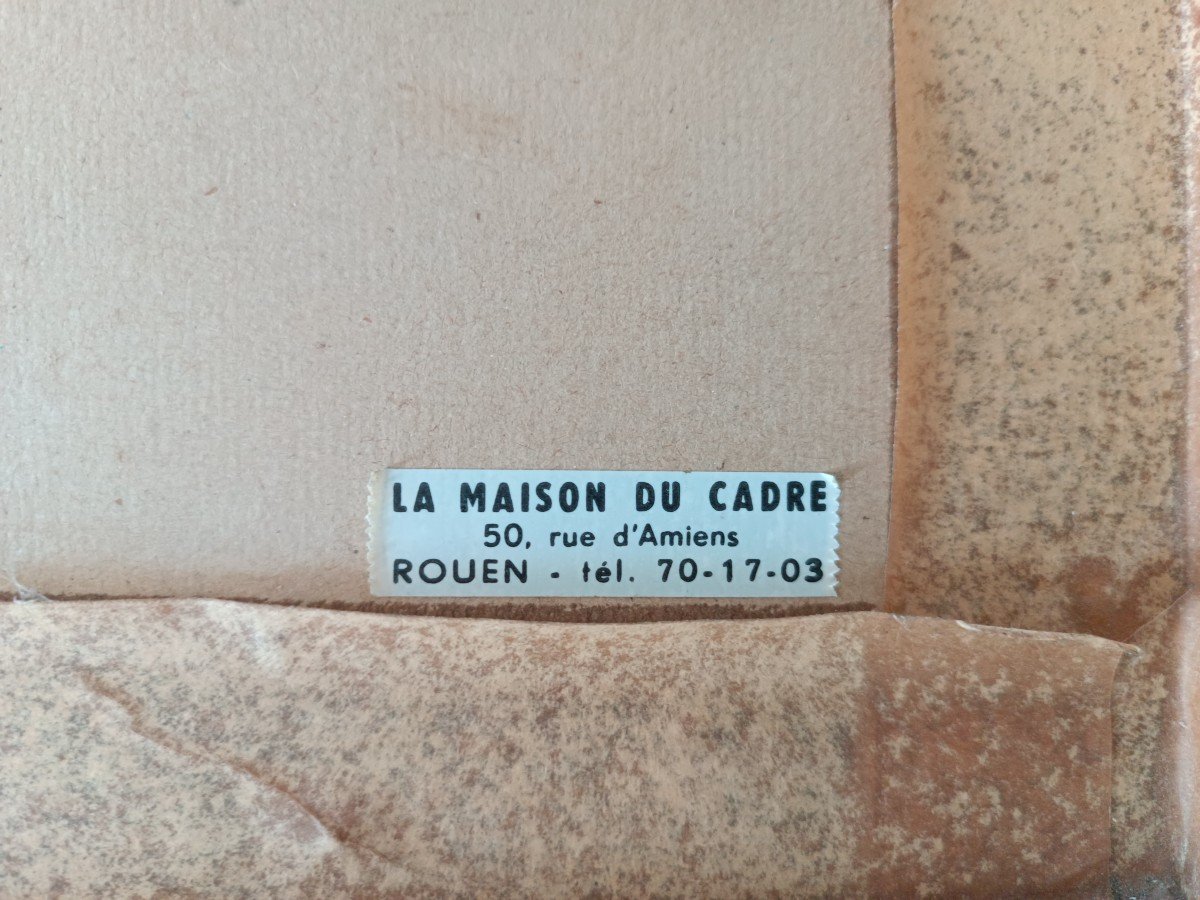 LA MAISON DU CADRE
50, rue d'Amiens
ROUEN - tél. 70-17-03